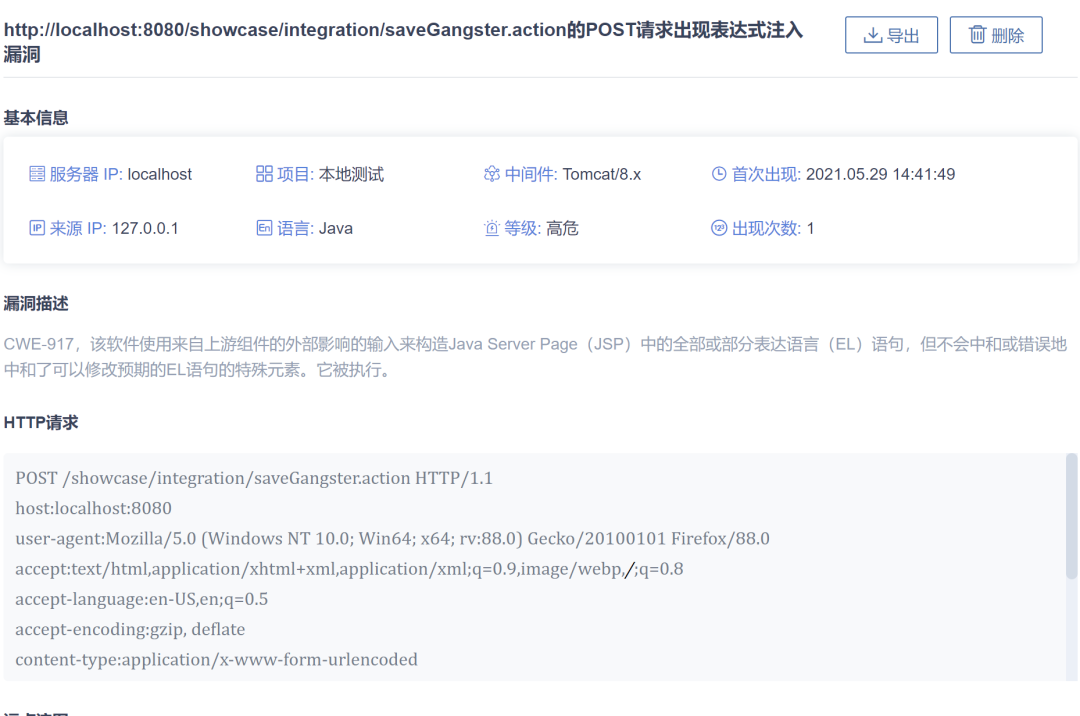 http://localhost:8080/showcase/integration/saveGangster.action的POST请求出现表达式注入
漏洞
导出
删除
基本信息
服务器 IP: localhost
项目: 本地测试
中间件: Tomcat/8.x
首次出现: 2021.05.29 14:41:49
IP 来源 IP: 127.0.0.1
En 语言: Java
等级: 高危
123 出现次数: 1
漏洞描述
CWE-917，该软件使用来自上游组件的外部影响的输入来构造Java Server Page（JSP）中的全部或部分表达语言（EL）语句，但不会中和或错误地
中和了可以修改预期的EL语句的特殊元素。它被执行。
HTTP请求
POST /showcase/integration/saveGangster.action HTTP/1.1
host:localhost:8080
user-agent:Mozilla/5.0 (Windows NT 10.0; Win64; x64; rv:88.0) Gecko/20100101 Firefox/88.0
accept:text/html,application/xhtml+xml,application/xml;q=0.9,image/webp,/;q=0.8
accept-language:en-US,en;q=0.5
accept-encoding:gzip, deflate
content-type:application/x-www-form-urlencoded